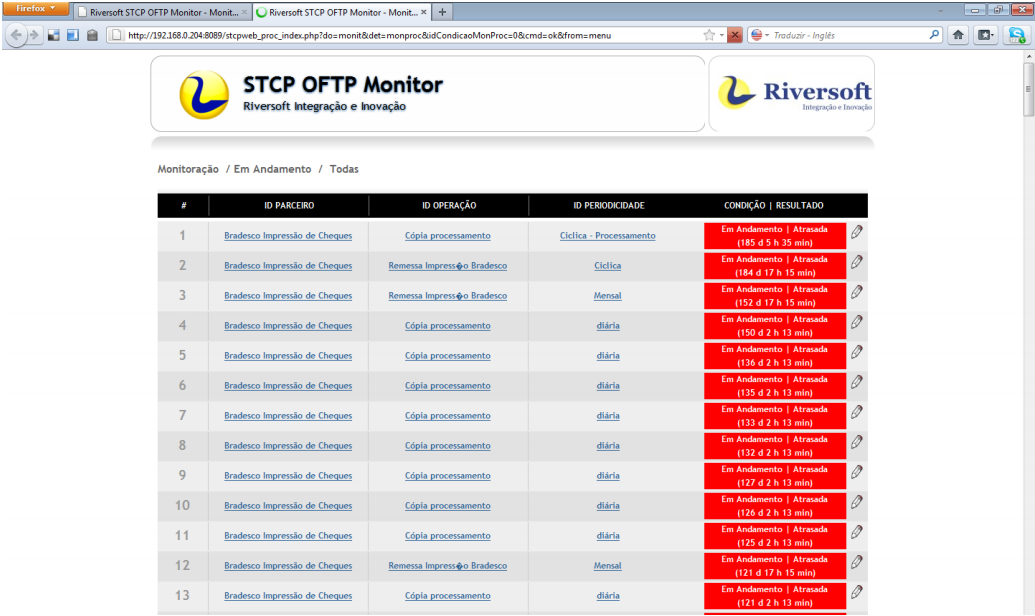 Firefox
Riversoft STCP OFTP Monitor - Monit...
Riversoft STCP OFTP Monitor - Monit...
http://192.168.0.204:8089/stcpweb_proc_index.php?do=monit&det=monproc&idCondicaoMonProc=0&cmd=ok&from=menu
Traduzir - Inglês
STCP OFTP Monitor
Riversoft Integração e Inovação
Riversoft
Integração e Inovação
Monitoração / Em Andamento / Todas
# ID PARCEIRO ID OPERAÇÃO ID PERIODICIDADE CONDIÇÃO | RESULTADO
1 Bradesco Impressão de Cheques Cópia processamento Cíclica - Processamento Em Andamento | Atrasada
(185 d 5 h 35 min)
2 Bradesco Impressão de Cheques Remessa Impress�o Bradesco Cíclica Em Andamento | Atrasada
(184 d 17 h 15 min)
3 Bradesco Impressão de Cheques Remessa Impress�o Bradesco Mensal Em Andamento | Atrasada
(152 d 17 h 15 min)
4 Bradesco Impressão de Cheques Cópia processamento diária Em Andamento | Atrasada
(150 d 2 h 13 min)
5 Bradesco Impressão de Cheques Cópia processamento diária Em Andamento | Atrasada
(136 d 2 h 13 min)
6 Bradesco Impressão de Cheques Cópia processamento diária Em Andamento | Atrasada
(135 d 2 h 13 min)
7 Bradesco Impressão de Cheques Cópia processamento diária Em Andamento | Atrasada
(133 d 2 h 13 min)
8 Bradesco Impressão de Cheques Cópia processamento diária Em Andamento | Atrasada
(132 d 2 h 13 min)
9 Bradesco Impressão de Cheques Cópia processamento diária Em Andamento | Atrasada
(127 d 2 h 13 min)
10 Bradesco Impressão de Cheques Cópia processamento diária Em Andamento | Atrasada
(126 d 2 h 13 min)
11 Bradesco Impressão de Cheques Cópia processamento diária Em Andamento | Atrasada
(125 d 2 h 13 min)
12 Bradesco Impressão de Cheques Remessa Impress�o Bradesco Mensal Em Andamento | Atrasada
(121 d 17 h 15 min)
13 Bradesco Impressão de Cheques Cópia processamento diária Em Andamento | Atrasada
(121 d 2 h 13 min)